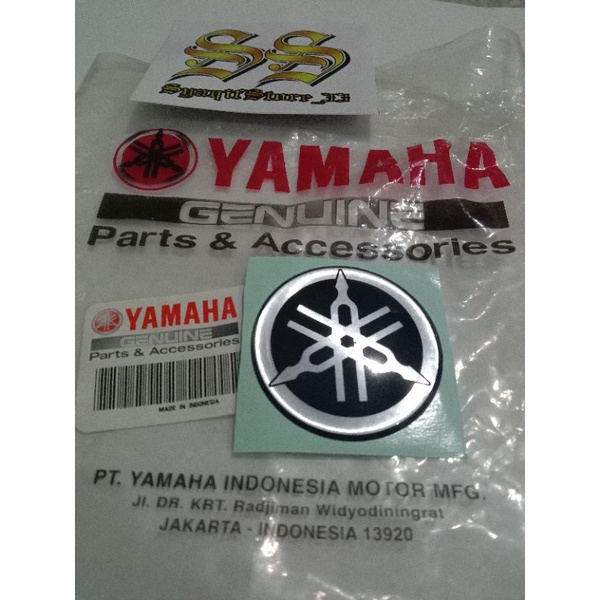 SS
SyaqifStore_III
YAMAHA
GENUINE
Parts & Accessories
YAMAHA
GENUINE
Parts & Accessories
MADE IN INDONESIA
PT. YAMAHA INDONESIA MOTOR MFG.
Jl. DR. KRT. Radjiman Widyodiningrat
JAKARTA - INDONESIA 13920